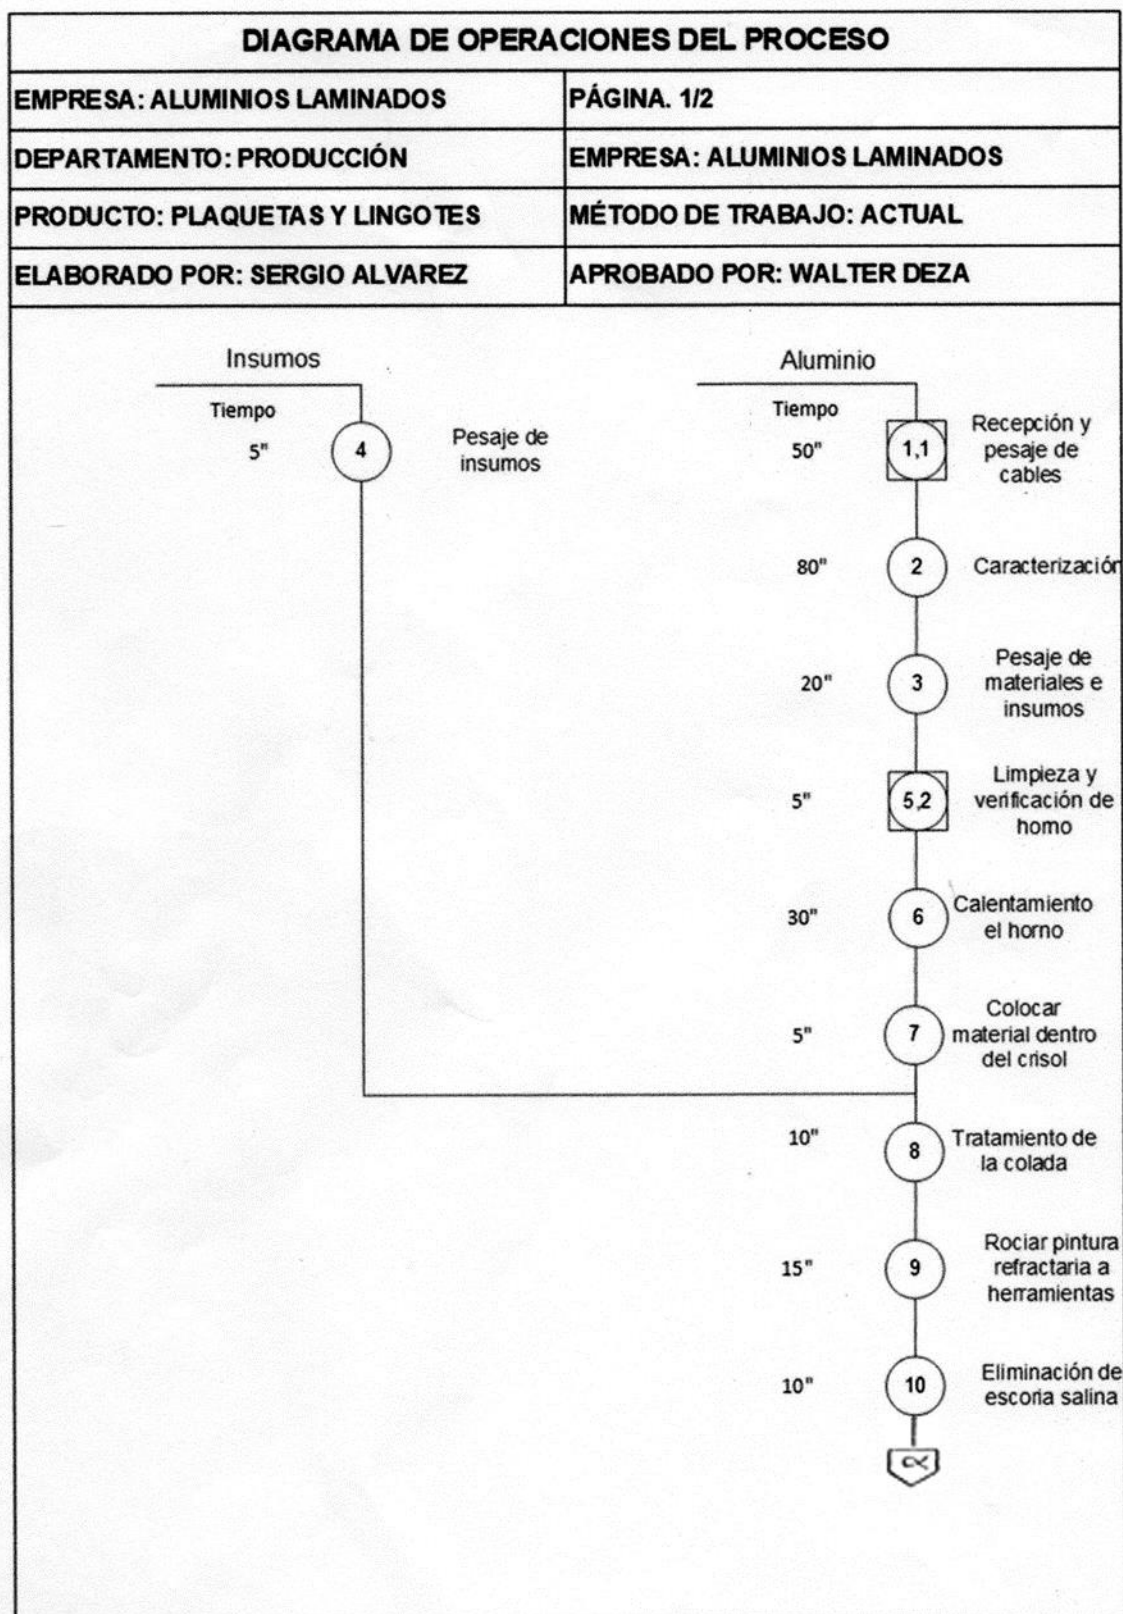 DIAGRAMA DE OPERACIONES DEL PROCESO
EMPRESA: ALUMINIOS LAMINADOS
PÁGINA. 1/2
DEPARTAMENTO: PRODUCCIÓN
EMPRESA: ALUMINIOS LAMINADOS
PRODUCTO: PLAQUETAS Y LINGOTES
MÉTODO DE TRABAJO: ACTUAL
ELABORADO POR: SERGIO ALVAREZ
APROBADO POR: WALTER DEZA
Insumos
Tiempo
5"
4
Pesaje de
insumos
Aluminio
Tiempo
50"
1,1
Recepción y
pesaje de
cables
80"
2
Caracterización
20"
3
Pesaje de
materiales e
insumos
5"
5,2
Limpieza y
verificación de
horno
30"
6
Calentamiento
el horno
5"
7
Colocar
material dentro
del crisol
10"
8
Tratamiento de
la colada
15"
9
Rociar pintura
refractaria a
herramientas
10"
10
Eliminación de
escoria salina
α